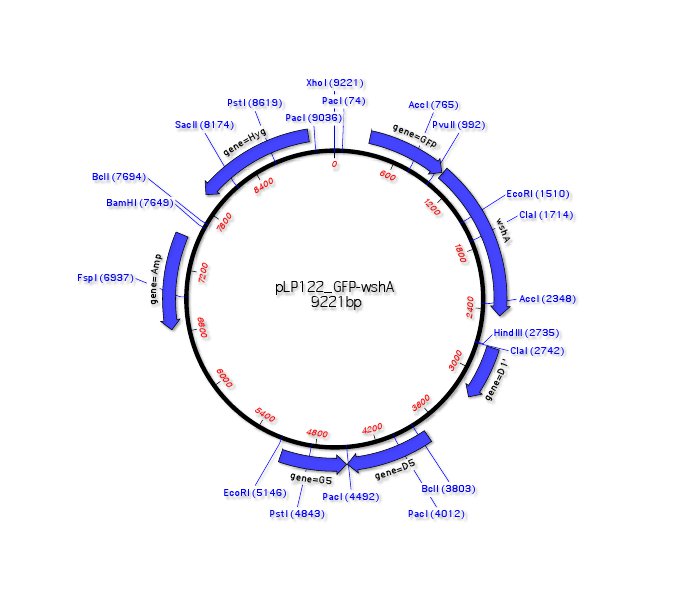 XhoI (9221)
PstI (8619)
PacI (74)
AccI (765)
PacI (9036)
SacII (8174)
PvuII (992)
gene=Hyg
gene=GFP
0
600
8400
BclI (7694)
EcoRI (1510)
BamHI (7649)
1200
ClaI (1714)
7800
wshA
1800
gene=Amp
7200
FspI (6937)
pLP122_GFP-wshA
9221bp
AccI (2348)
2400
6600
HindIII (2735)
ClaI (2742)
3000
gene=D1'
6000
3600
5400
4800
4200
gene=G5
gene=D5
EcoRI (5146)
PacI (4492)
BclI (3803)
PstI (4843)
PacI (4012)